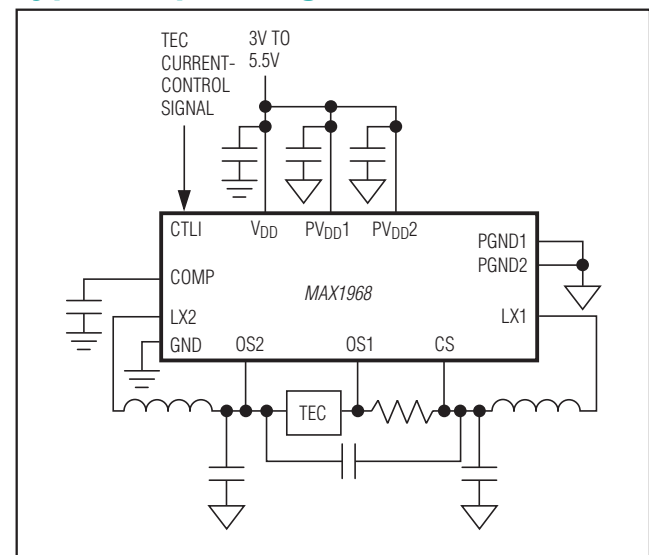 TEC
CURRENT-
CONTROL
SIGNAL
3V TO
5.5V
CTLI
VDD
PVDD1
PVDD2
PGND1
PGND2
COMP
MAX1968
LX2
LX1
GND
OS2
OS1
CS
TEC